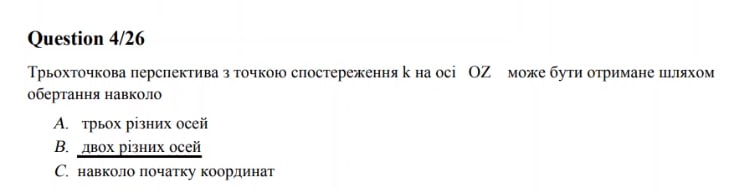 Question 4/26
Трьохточкова перспектива з точкою спостереження k на осі OZ може бути отримане шляхом
обертання навколо
A. трьох різних осей
B. двох різних осей
C. навколо початку координат